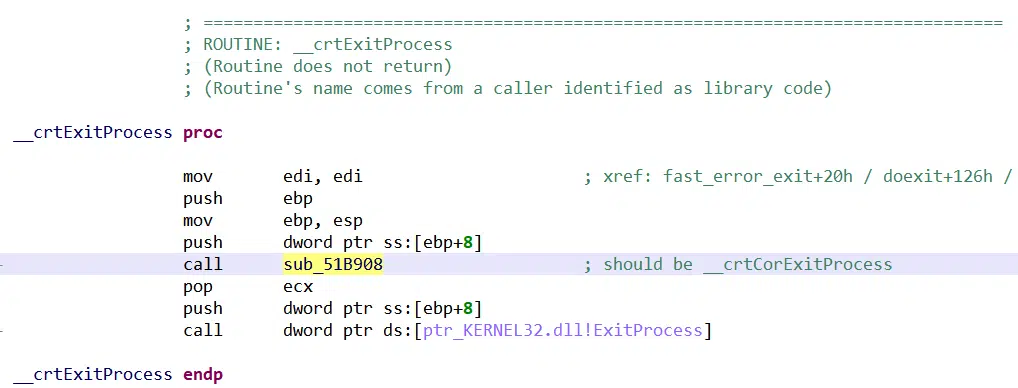 ; ================================================================================
; ROUTINE: __crtExitProcess
; (Routine does not return)
; (Routine's name comes from a caller identified as library code)
__crtExitProcess proc
mov edi, edi ; xref: fast_error_exit+20h / doexit+126h /
push ebp
mov ebp, esp
push dword ptr ss:[ebp+8]
call sub_51B908 ; should be __crtCorExitProcess
pop ecx
push dword ptr ss:[ebp+8]
call dword ptr ds:[ptr_KERNEL32.dll!ExitProcess]
__crtExitProcess endp